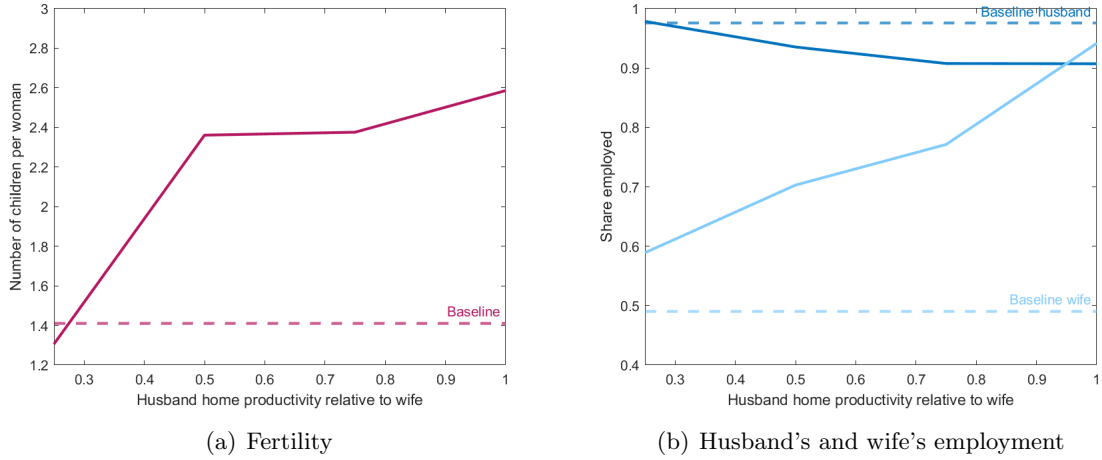 Number of children per woman
3
2.8
2.6
2.4
2.2
2
1.8
1.6
1.4
1.2
Baseline
0.3 0.4 0.5 0.6 0.7 0.8 0.9 1
Husband home productivity relative to wife
(a) Fertility
Share employed
1
0.9
0.8
0.7
0.6
0.5
0.4
Baseline husband
Baseline wife
0.3 0.4 0.5 0.6 0.7 0.8 0.9 1
Husband home productivity relative to wife
(b) Husband's and wife's employment